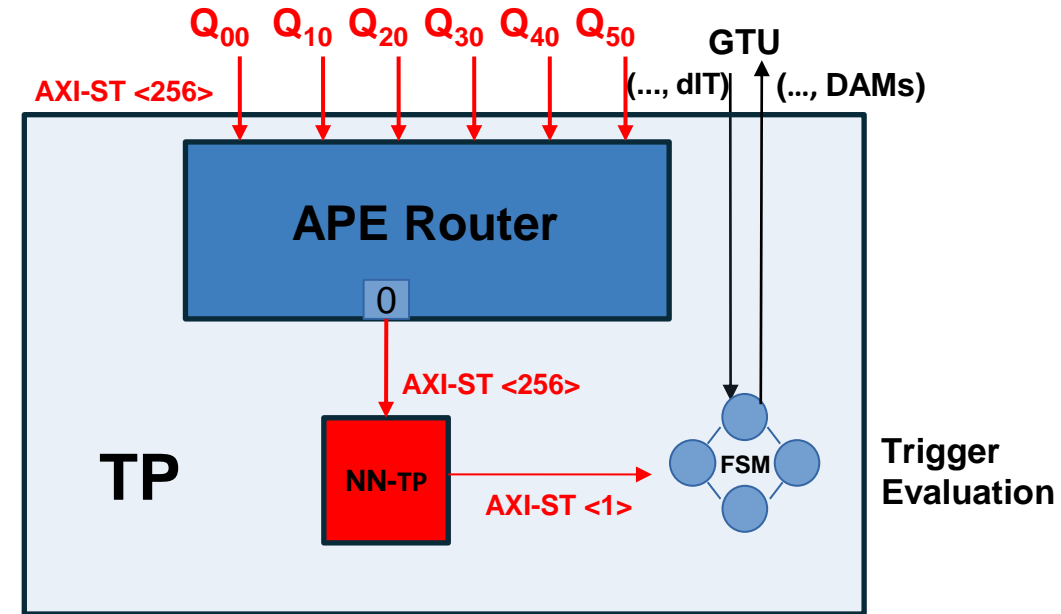 Q00 Q10 Q20 Q30 Q40 Q50
GTU
AXI-ST <256>
(..., dIT)
(..., DAMs)
APE Router
0
AXI-ST <256>
TP
NN-TP
AXI-ST <1>
FSM
Trigger
Evaluation